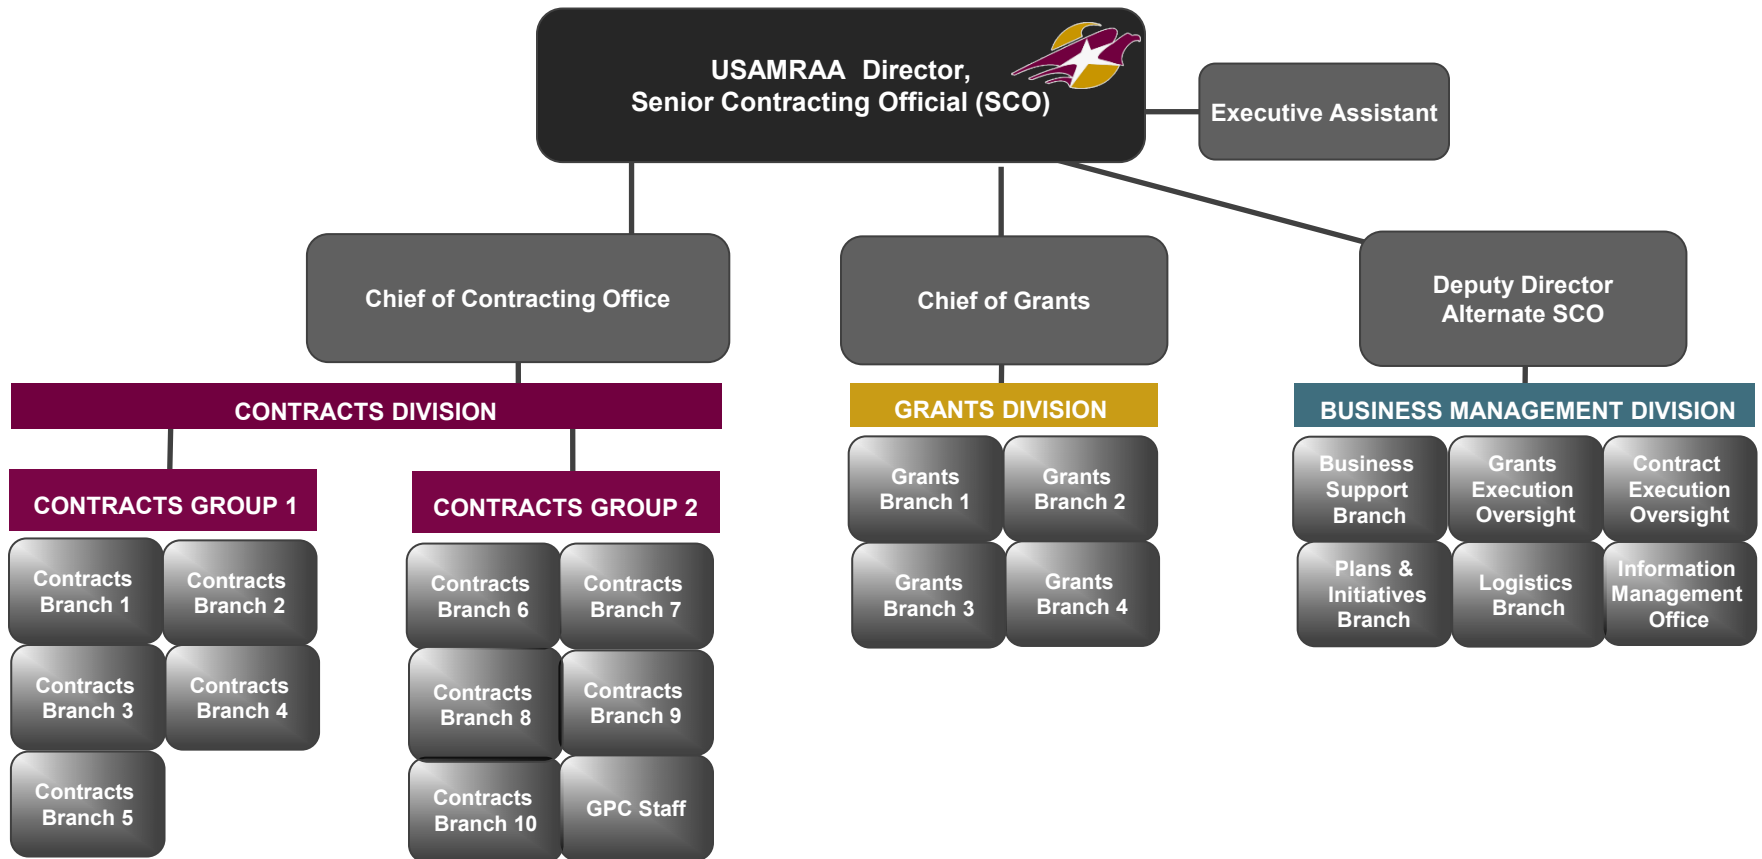 USAMRAA Director,
Senior Contracting Official (SCO)
Executive Assistant
Chief of Contracting Office
Chief of Grants
Deputy Director
Alternate SCO
CONTRACTS DIVISION
GRANTS DIVISION
BUSINESS MANAGEMENT DIVISION
CONTRACTS GROUP 1
CONTRACTS GROUP 2
Contracts
Branch 1
Contracts
Branch 2
Contracts
Branch 3
Contracts
Branch 4
Contracts
Branch 5
Contracts
Branch 6
Contracts
Branch 7
Contracts
Branch 8
Contracts
Branch 9
Contracts
Branch 10
GPC Staff
Grants
Branch 1
Grants
Branch 2
Grants
Branch 3
Grants
Branch 4
Business
Support
Branch
Grants
Execution
Oversight
Contract
Execution
Oversight
Plans &
Initiatives
Branch
Logistics
Branch
Information
Management
Office